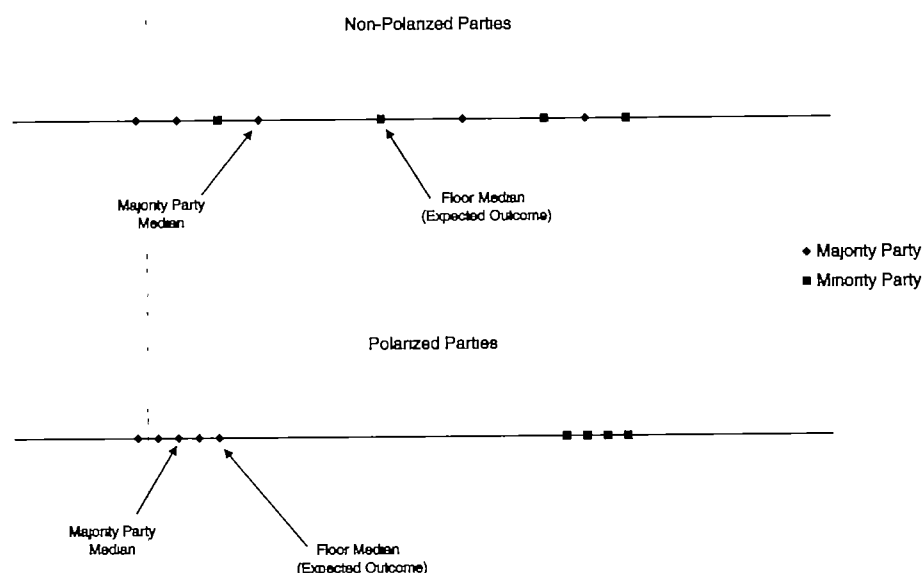 Non-Polarized Parties
Majority Party
Median
Floor Median
(Expected Outcome)
Majority Party
Minority Party
Polarized Parties
Majority Party
Median
Floor Median
(Expected Outcome)